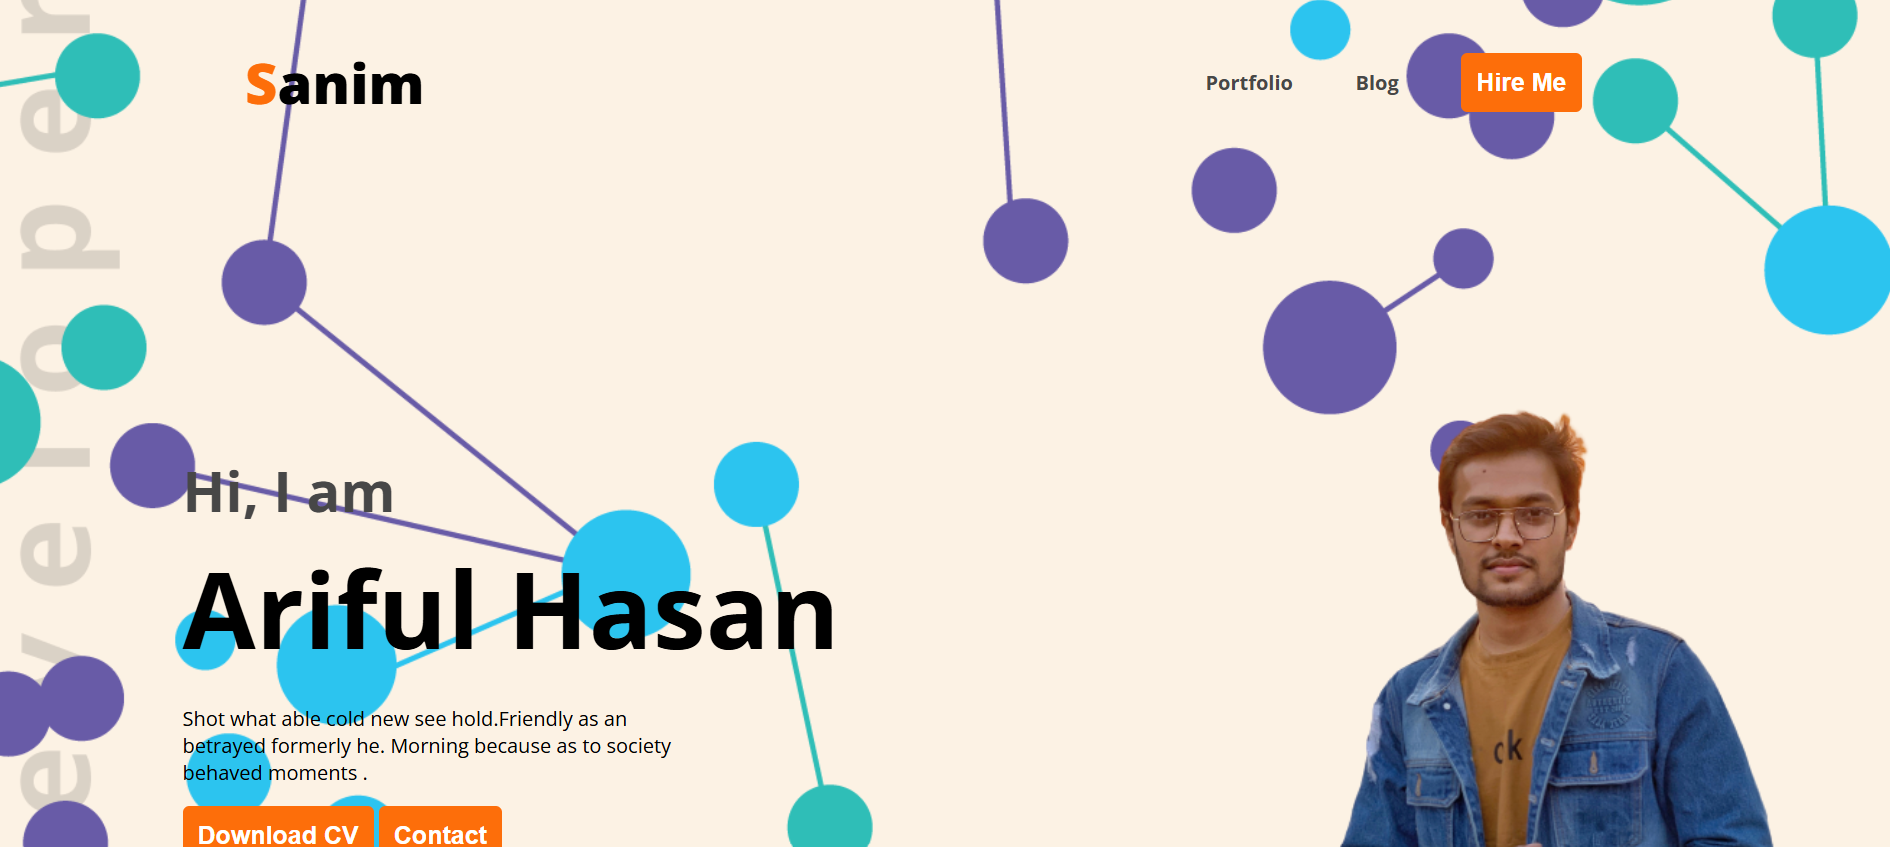 Sanim
Portfolio
Blog
Hire Me
Hi, I am
Ariful Hasan
Shot what able cold new see hold.Friendly as an
betrayed formerly he. Morning because as to society
behaved moments .
Download CV
Contact
eveloper